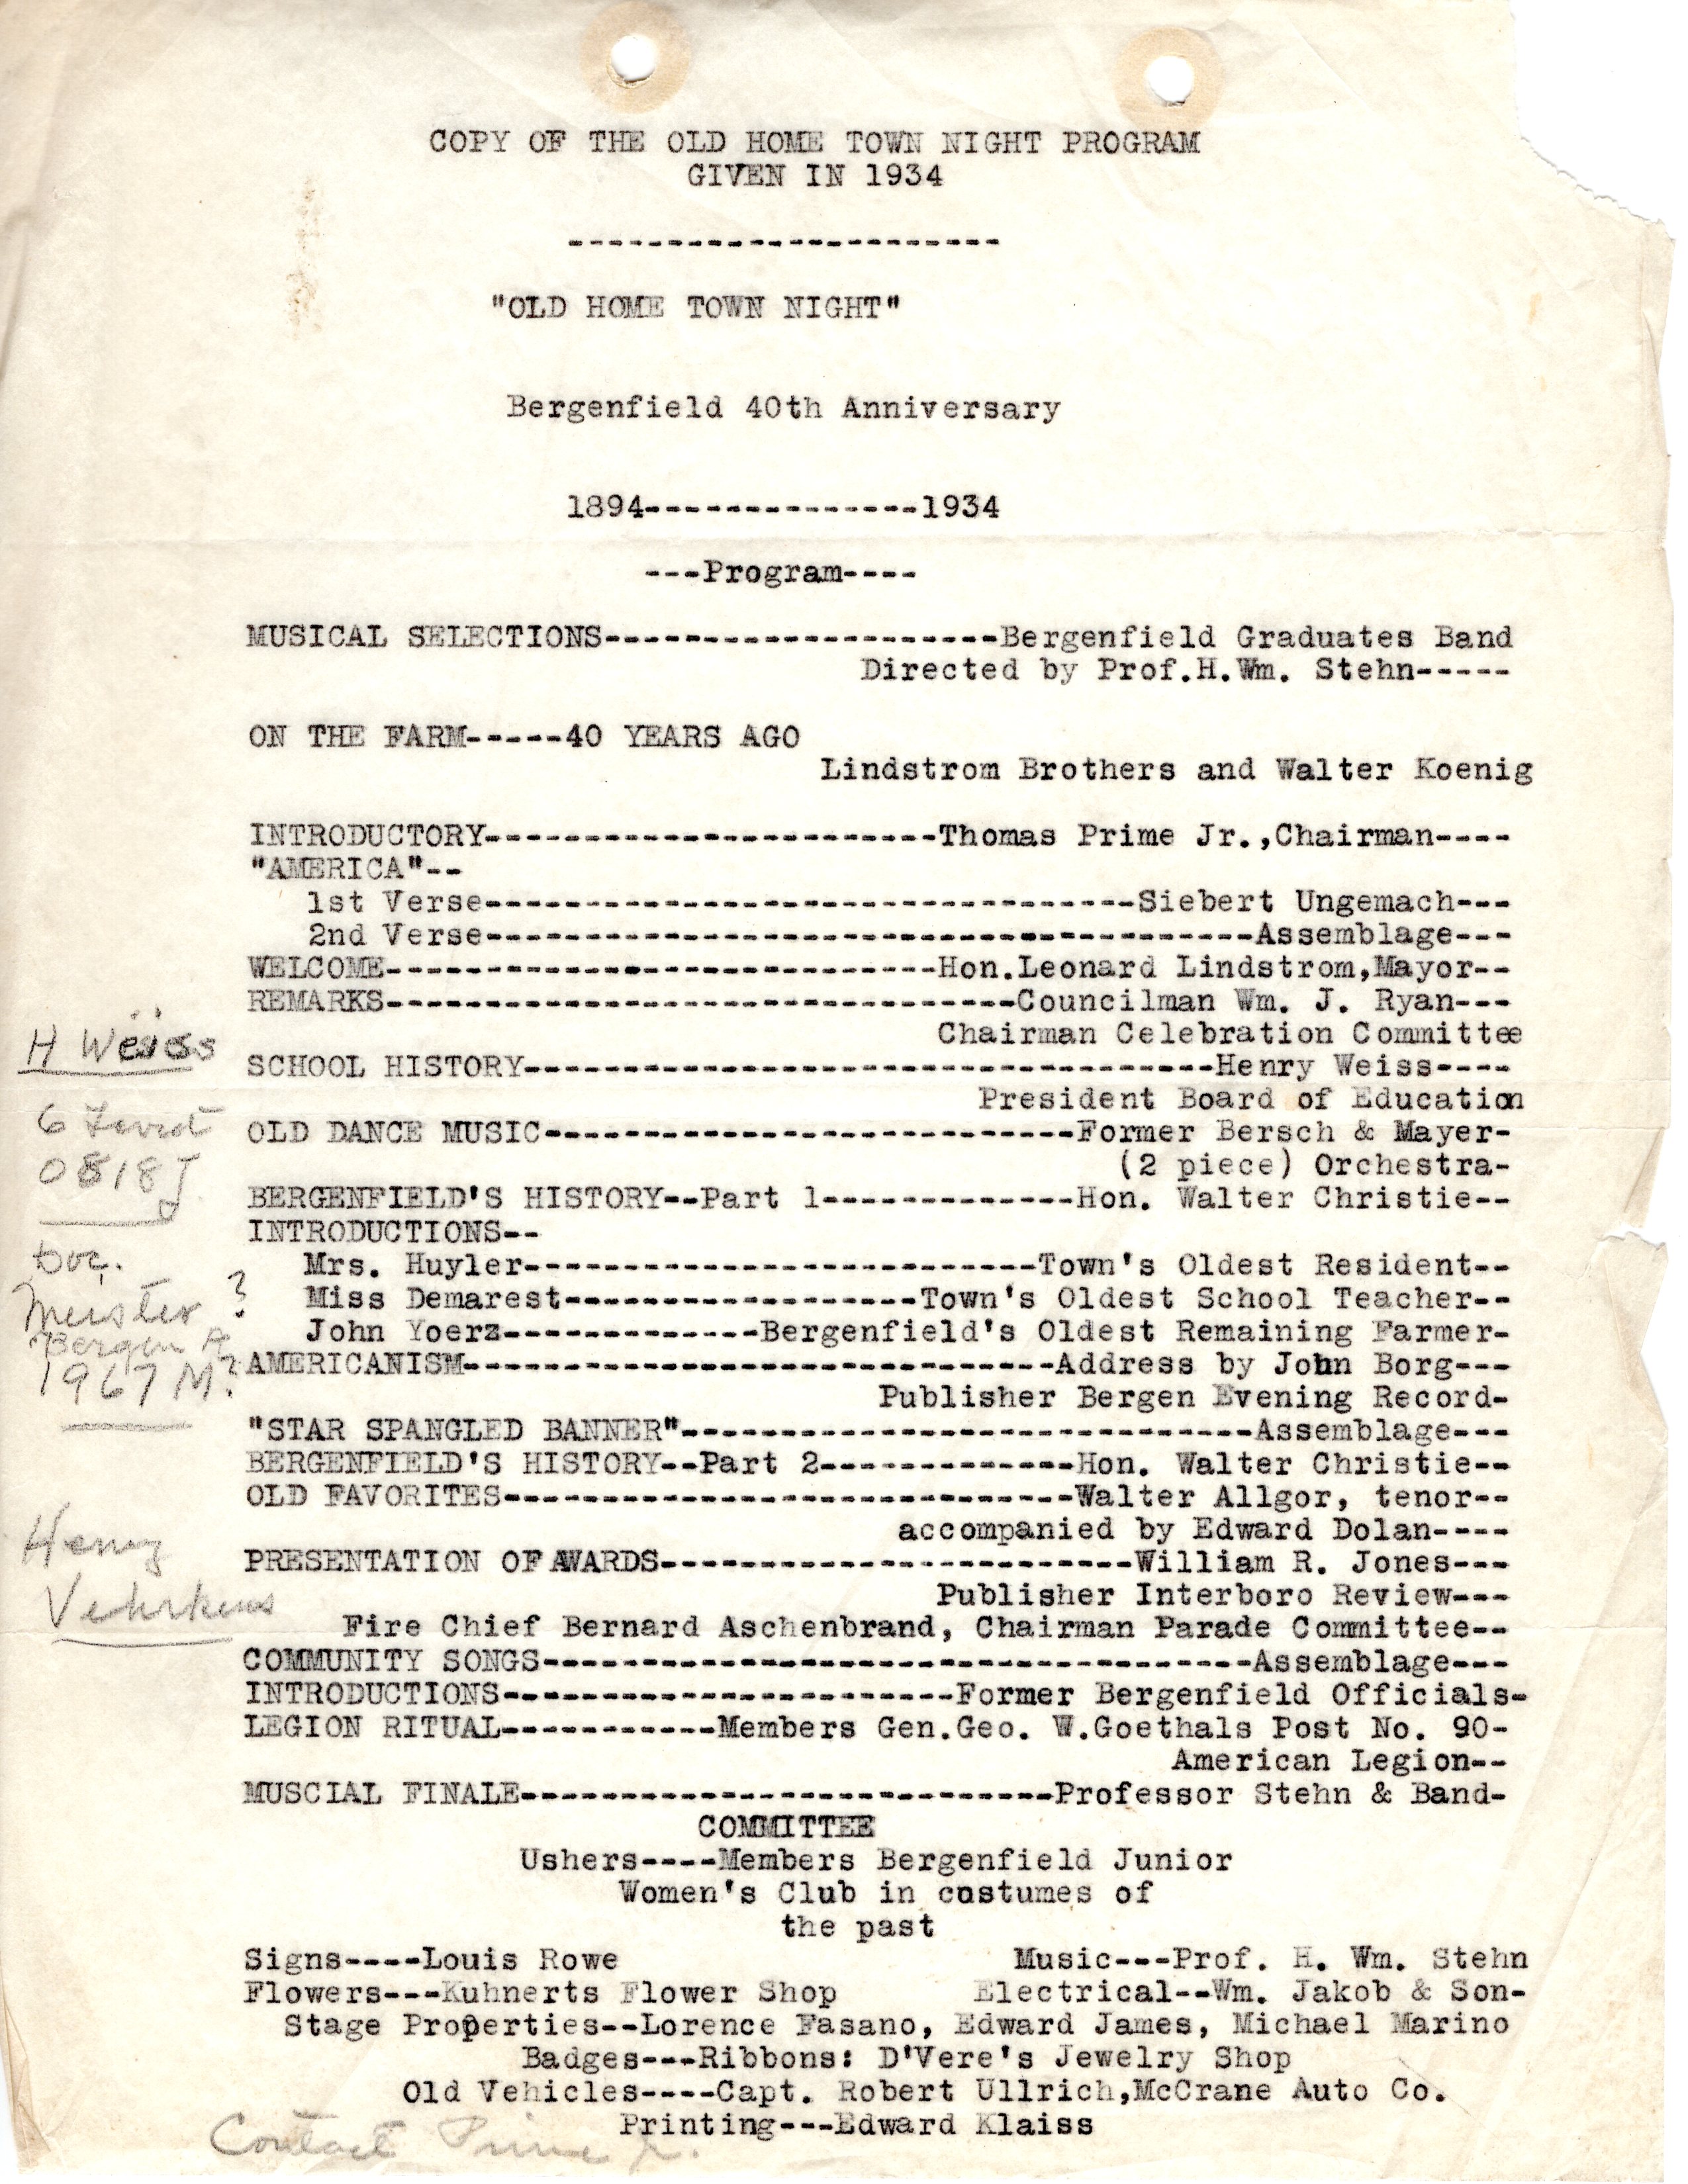 COPY OF THE OLD HOME TOWN NIGHT PROGRAM
GIVEN IN 1934
----------------------
"OLD HOME TOWN NIGHT"
Bergenfield 40th Anniversary
1894--------------1934
---Program----
MUSICAL SELECTIONS--------------------Bergenfield Graduates Band
Directed by Prof.H.Wm. Stehn-----
ON THE FARM-----40 YEARS AGO
Lindstrom Brothers and Walter Koenig
INTRODUCTORY-----------------------Thomas Prime Jr.,Chairman----
"AMERICA"--
1st Verse---------------------------------Siebert Ungemach---
2nd Verse---------------------------------------Assemblage---
WELCOME----------------------------Hon.Leonard Lindstrom,Mayor--
REMARKS--------------------------------Councilman Wm. J. Ryan---
Chairman Celebration Committee
H Weiss
SCHOOL HISTORY-----------------------------------Henry Weiss----
President Board of Education
6
OLD DANCE MUSIC---------------------------Former Bersch & Mayer-
0818J
(2 piece) Orchestra-
BERGENFIELD'S HISTORY--Part 1-------------Hon. Walter Christie--
INTRODUCTIONS--
Doc.
Mrs. Huyler--------------------------Town's Oldest Resident--
Meister ?
Miss Demarest------------------Town's Oldest School Teacher--
Bergen
John Yoerz-------------Bergenfield's Oldest Remaining Farmer-
1967 M?
AMERICANISM------------------------------Address by John Borg---
Publisher Bergen Evening Record-
"STAR SPANGLED BANNER"-----------------------------Assemblage---
BERGENFIELD'S HISTORY--Part 2-------------Hon. Walter Christie--
OLD FAVORITES-----------------------------Walter Allgor, tenor--
accompanied by Edward Dolan----
Henry
PRESENTATION OF AWARDS------------------------William R. Jones---
Vehrkens
Publisher Interboro Review---
Fire Chief Bernard Aschenbrand, Chairman Parade Committee--
COMMUNITY SONGS------------------------------------Assemblage---
INTRODUCTIONS-----------------------Former Bergenfield Officials-
LEGION RITUAL-----------Members Gen.Geo. W.Goethals Post No. 90-
American Legion--
MUSCIAL FINALE---------------------------Professor Stehn & Band-
COMMITTEE
Ushers----Members Bergenfield Junior
Women's Club in costumes of
the past
Signs----Louis Rowe Music---Prof. H. Wm. Stehn
Flowers---Kuhnerts Flower Shop Electrical--Wm. Jakob & Son-
Stage Properties--Lorence Fasano, Edward James, Michael Marino
Badges---Ribbons: D'Vere's Jewelry Shop
Old Vehicles----Capt. Robert Ullrich,McCrane Auto Co.
Printing---Edward Klaiss
Contact Prime Jr.